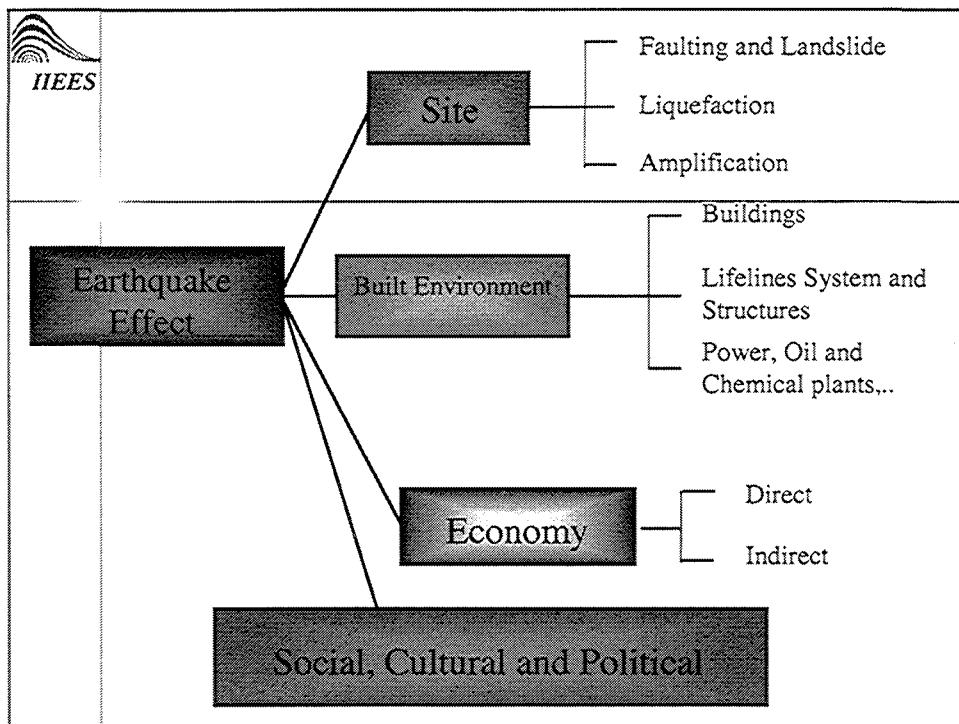 IIEES
Site
Faulting and Landslide
Liquefaction
Amplification
Earthquake
Effect
Built Environment
Buildings
Lifelines System and
Structures
Power, Oil and
Chemical plants,..
Economy
Direct
Indirect
Social, Cultural and Political